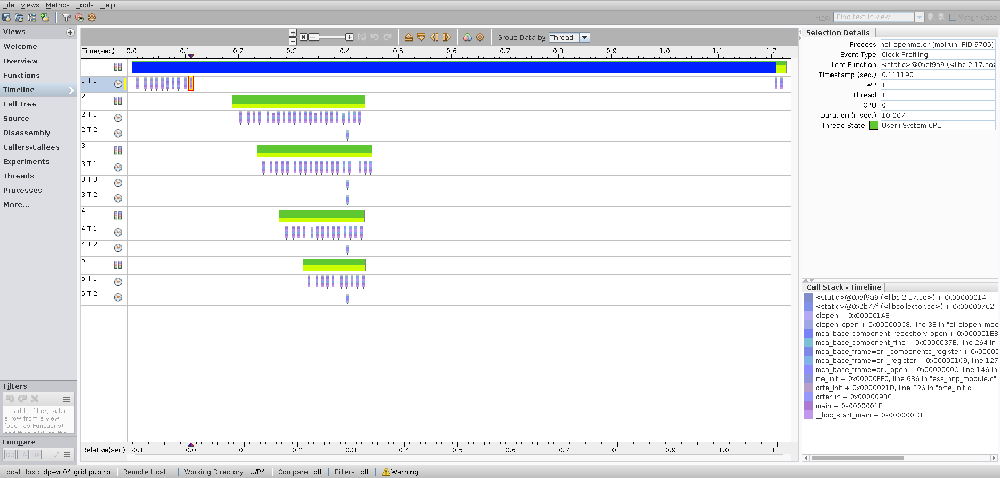 File Views Metrics Tools Help
Find: Find text in view Match Case
Views
Welcome
Overview
Functions
Timeline
Call Tree
Source
Disassembly
Callers-Callees
Experiments
Threads
Processes
More...
Filters
To add a filter, select
a row from a view
(such as Functions)
and then click on the
Compare
Group Data by: Thread
Time(sec) 0.0 0.1 0.2 0.3 0.4 0.5 0.6 0.7 0.8 0.9 1.0 1.1 1.2
1
1 T:1
2
2 T:1
2 T:2
3
3 T:1
3 T:3
3 T:2
4
4 T:1
4 T:2
5
5 T:1
5 T:2
Relative(sec) -0.1 0.0 0.1 0.2 0.3 0.4 0.5 0.6 0.7 0.8 0.9 1.0 1.1
Selection Details
Process: npi_openmp.er [mpirun, PID 9705]
Event Type: Clock Profiling
Leaf Function: <static>@0xef9a9 (<libc-2.17.so>
Timestamp (sec.): 0.111190
LWP: 1
Thread: 1
CPU: 0
Duration (msec.): 10.007
Thread State: User+System CPU
Call Stack - Timeline
<static>@0xef9a9 (<libc-2.17.so>) + 0x00000014
<static>@0x2b77f (<libcollector.so>) + 0x000007C2
dlopen + 0x000001AB
dlopen_open + 0x000000C8, line 38 in "dl_dlopen_moc
mca_base_component_repository_open + 0x000001E8
mca_base_component_find + 0x0000037E, line 264 in
mca_base_framework_components_register + 0x0000C
mca_base_framework_register + 0x000001C9, line 127
mca_base_framework_open + 0x0000000C, line 146 in
rte_init + 0x00000FF0, line 686 in "ess_hnp_module.c"
orte_init + 0x0000021D, line 226 in "orte_init.c"
orterun + 0x0000093C
main + 0x0000001B
__libc_start_main + 0x000000F3
Local Host: dp-wn04.grid.pub.ro Remote Host: Working Directory: .../P4 Compare: off Filters: off Warning